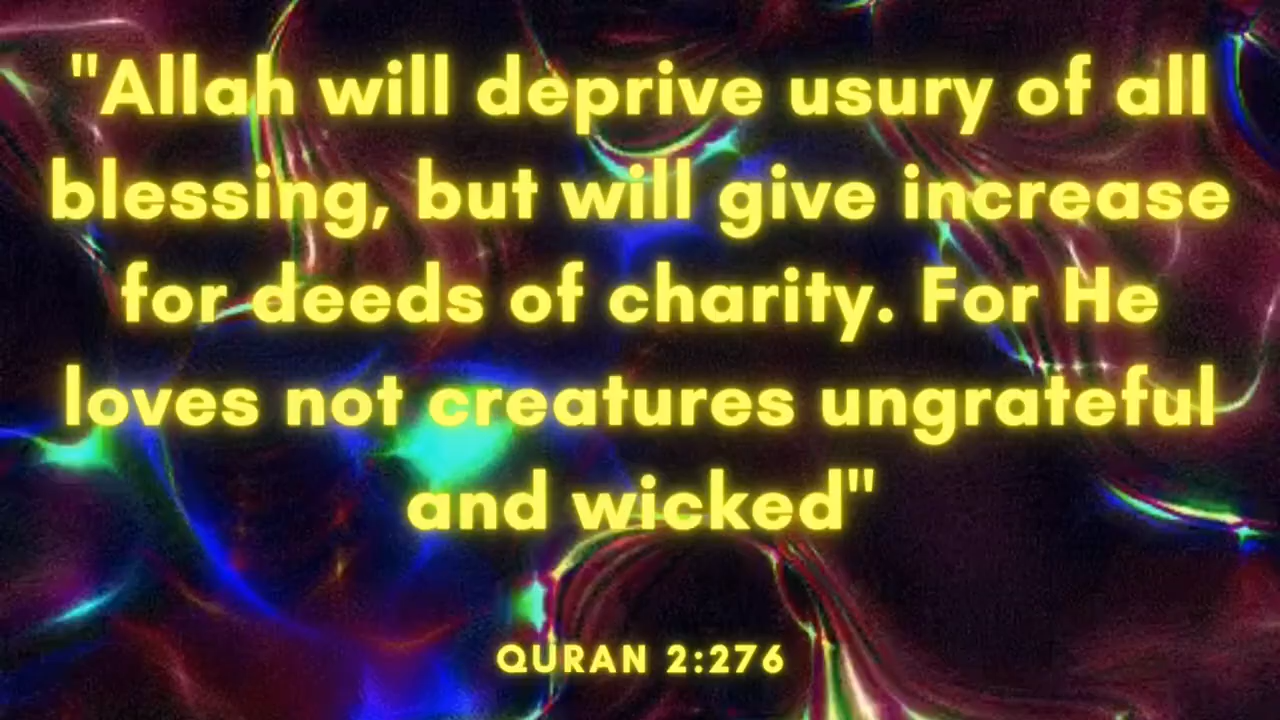 "Allah will deprive usury of all
blessing, but will give increase
for deeds of charity. For He
loves not creatures ungrateful
and wicked"
QURAN 2:276